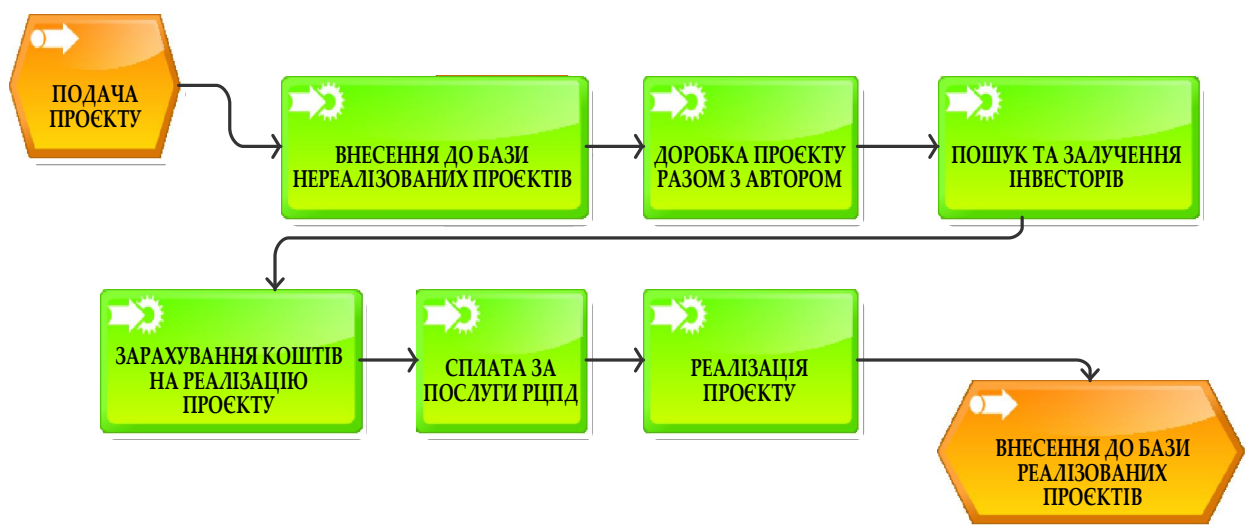 ПОДАЧА
ПРОЄКТУ
ВНЕСЕННЯ ДО БАЗИ
НЕРЕАЛІЗОВАНИХ ПРОЄКТІВ
ДОРОБКА ПРОЄКТУ
РАЗОМ З АВТОРОМ
ПОШУК ТА ЗАЛУЧЕННЯ
ІНВЕСТОРІВ
ЗАРАХУВАННЯ КОШТІВ
НА РЕАЛІЗАЦІЮ
ПРОЄКТУ
СПЛАТА ЗА
ПОСЛУГИ РЦПД
РЕАЛІЗАЦІЯ
ПРОЄКТУ
ВНЕСЕННЯ ДО БАЗИ
РЕАЛІЗОВАНИХ
ПРОЄКТІВ